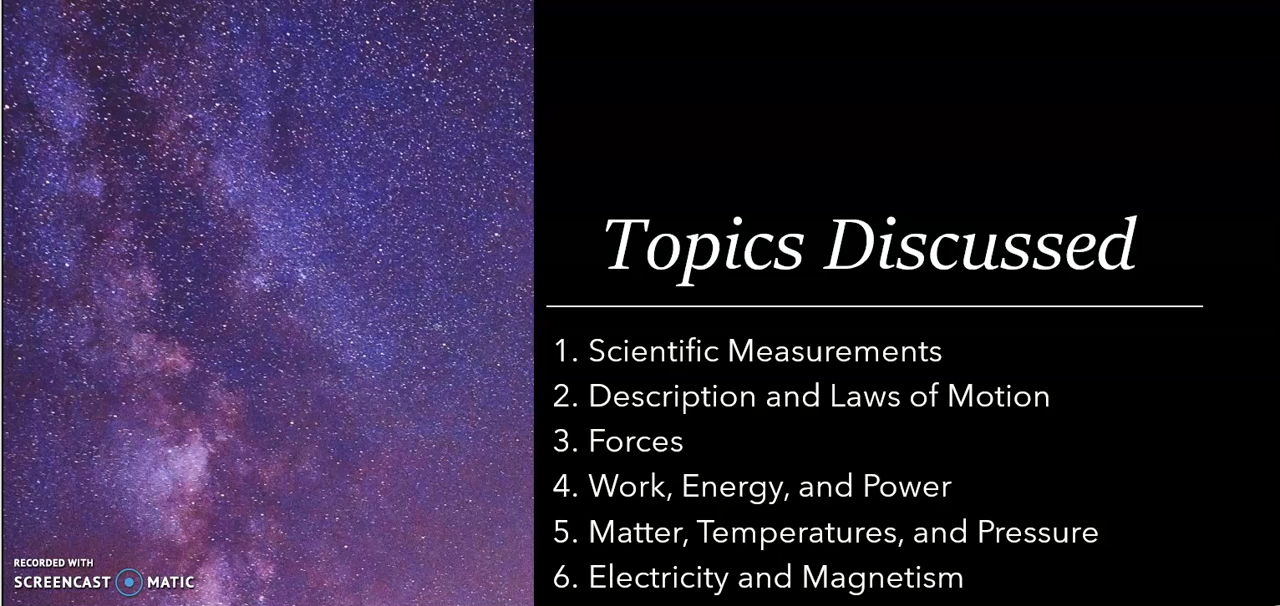 Topics Discussed
1. Scientific Measurements
2. Description and Laws of Motion
3. Forces
4. Work, Energy, and Power
5. Matter, Temperatures, and Pressure
6. Electricity and Magnetism
RECORDED WITH
SCREENCAST MATIC